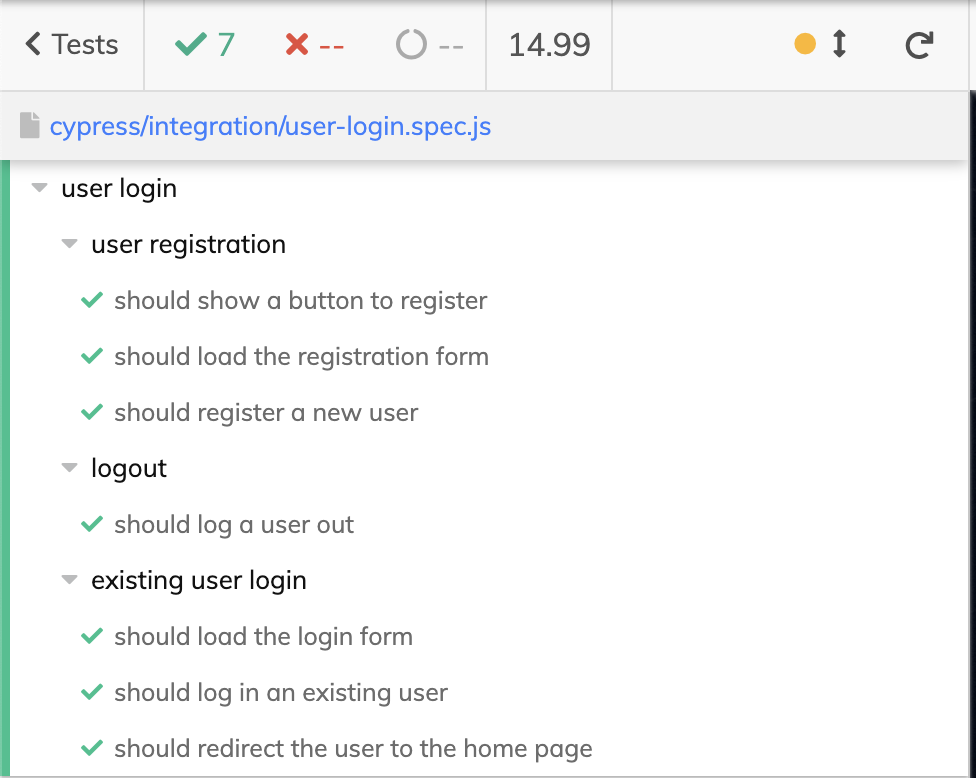 Tests 7 -- -- 14.99
cypress/integration/user-login.spec.js
user login
user registration
should show a button to register
should load the registration form
should register a new user
logout
should log a user out
existing user login
should load the login form
should log in an existing user
should redirect the user to the home page